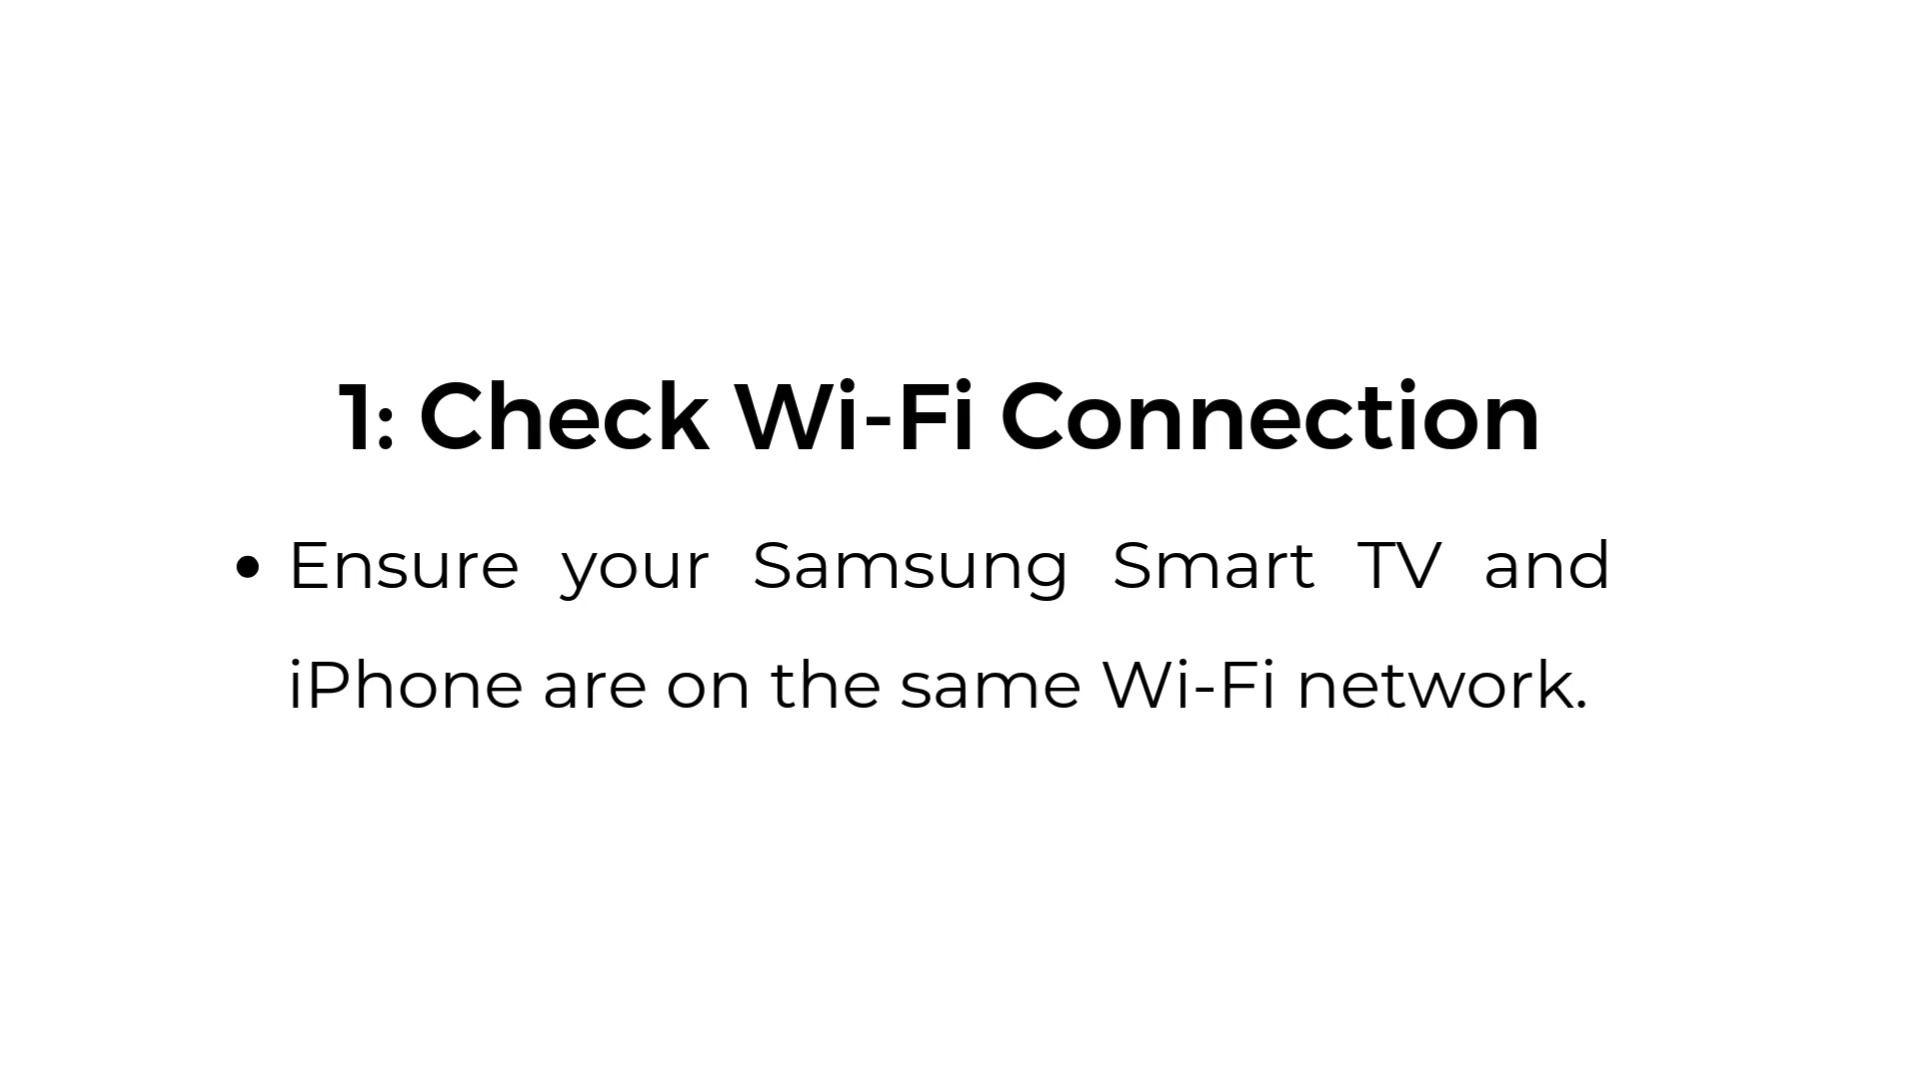 1: Check Wi-Fi Connection
• Ensure your Samsung Smart TV and
iPhone are on the same Wi-Fi network.